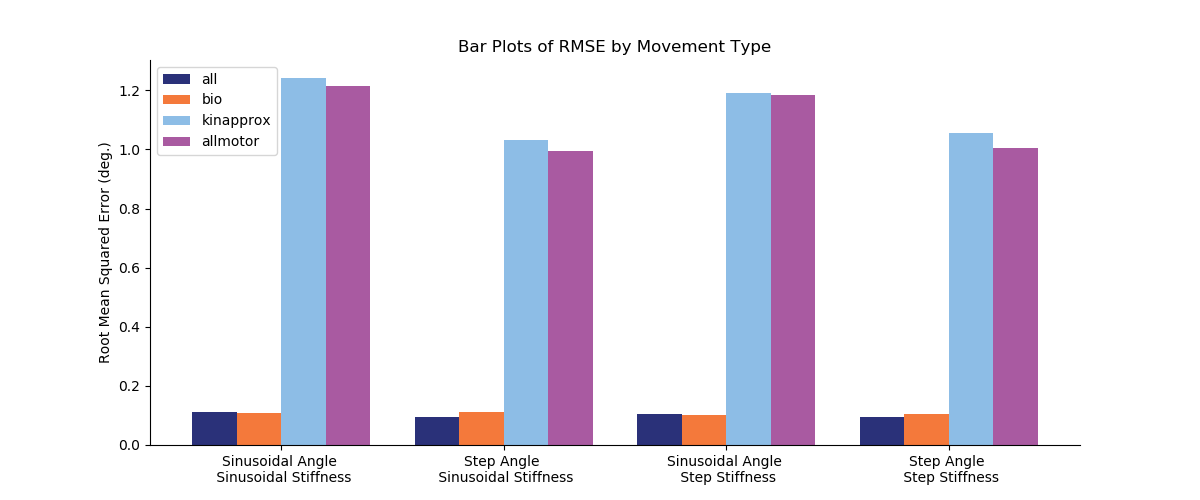 Bar Plots of RMSE by Movement Type
all
bio
kinapprox
allmotor
Root Mean Squared Error (deg.)
1.2
1.0
0.8
0.6
0.4
0.2
0.0
Sinusoidal Angle
Sinusoidal Stiffness
Step Angle
Sinusoidal Stiffness
Sinusoidal Angle
Step Stiffness
Step Angle
Step Stiffness